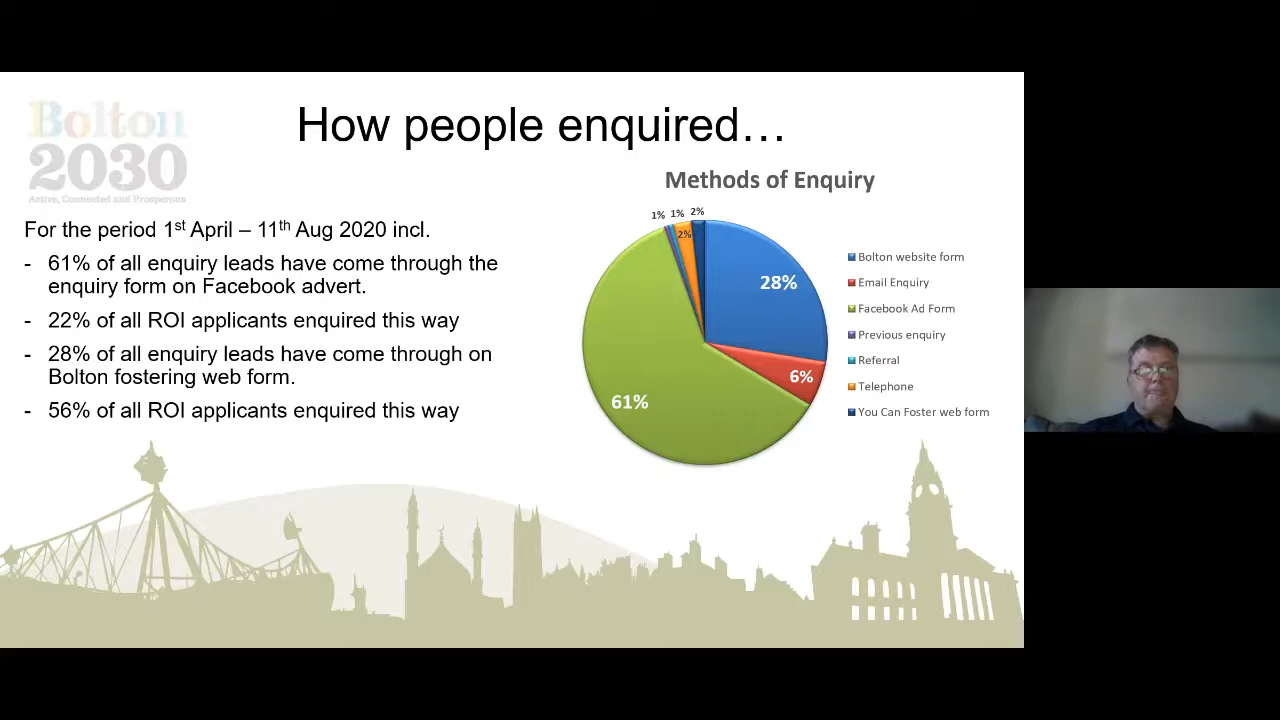 Bolton
2030
Active, Connected and Prosperous
How people enquired…
For the period 1st April – 11th Aug 2020 incl.
- 61% of all enquiry leads have come through the
enquiry form on Facebook advert.
- 22% of all ROI applicants enquired this way
- 28% of all enquiry leads have come through on
Bolton fostering web form.
- 56% of all ROI applicants enquired this way
Methods of Enquiry
1% 1% 2%
2%
28%
6%
61%
Bolton website form
Email Enquiry
Facebook Ad Form
Previous enquiry
Referral
Telephone
You Can Foster web form